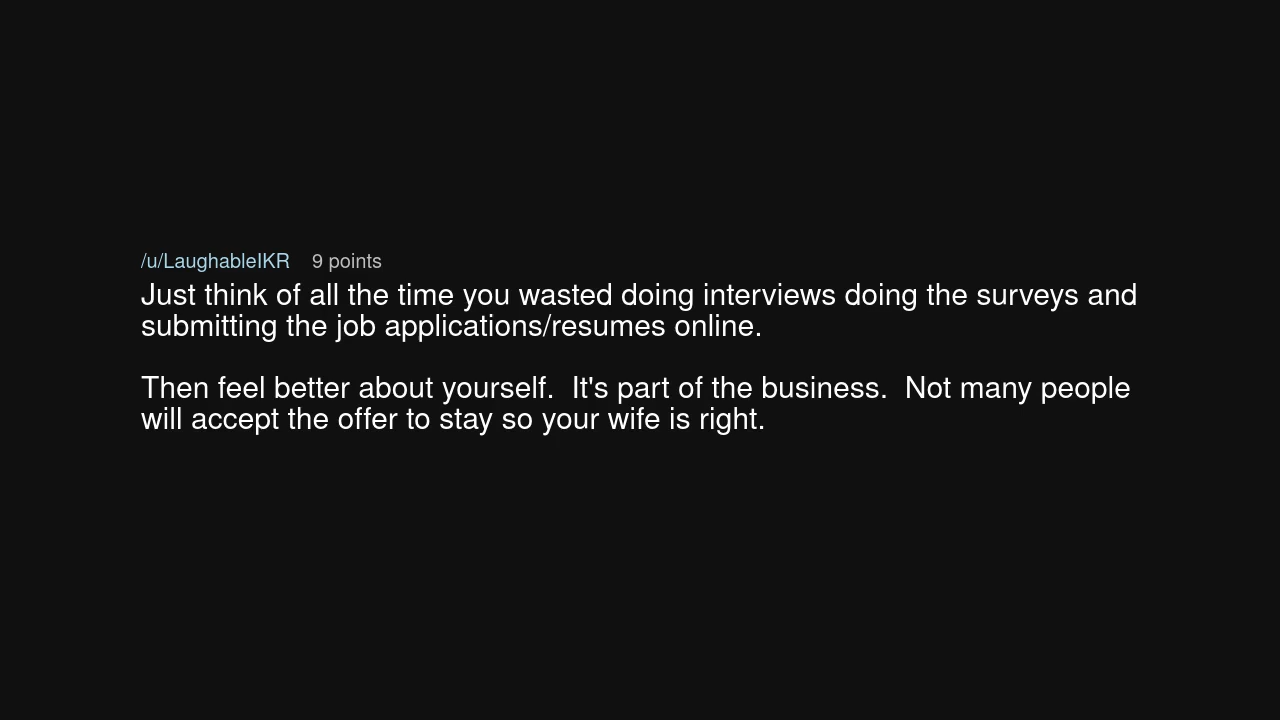 /u/LaughableIKR 9 points
Just think of all the time you wasted doing interviews doing the surveys and
submitting the job applications/resumes online.
Then feel better about yourself.  It's part of the business.  Not many people
will accept the offer to stay so your wife is right.